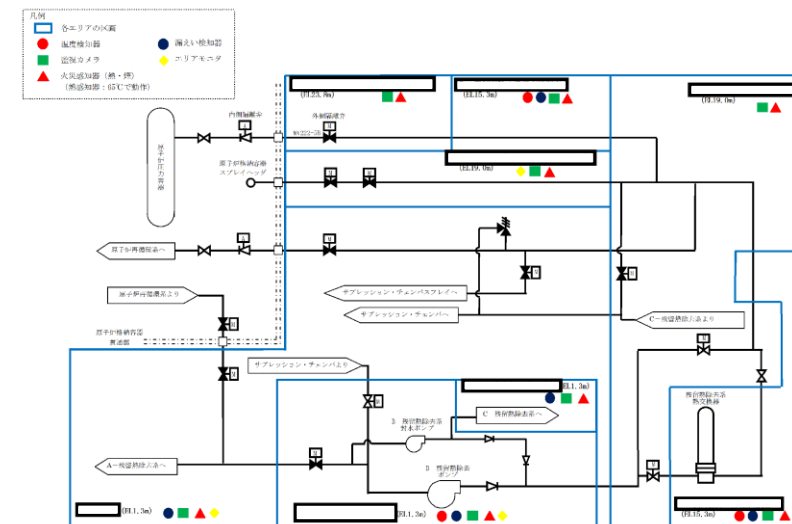 凡例
各エリアの区画
温度検知器
漏えい検知器
監視カメラ
エリアモニタ
火災感知器（熱・煙）
（熱感知器：65℃で動作）
(EL23.8m)
(EL15.3m)
(EL19.0m)
内側隔離弁
外側隔離弁
MV222-5B
(EL19.0m)
原子炉圧力容器
原子炉格納容器
スプレイヘッダ
原子炉再循環系へ
原子炉再循環系より
サプレッション・チェンバスプレイへ
サプレッション・チェンバへ
C－残留熱除去系より
原子炉格納容器
貫通部
サプレッション・チェンバより
(EL1.3m)
C 残留熱除去系へ
B 残留熱除去系
封水ポンプ
残留熱除去系
熱交換器
A－残留熱除去系へ
B 残留熱除去
ポンプ
(EL1.3m)
(EL1.3m)
(EL15.3m)